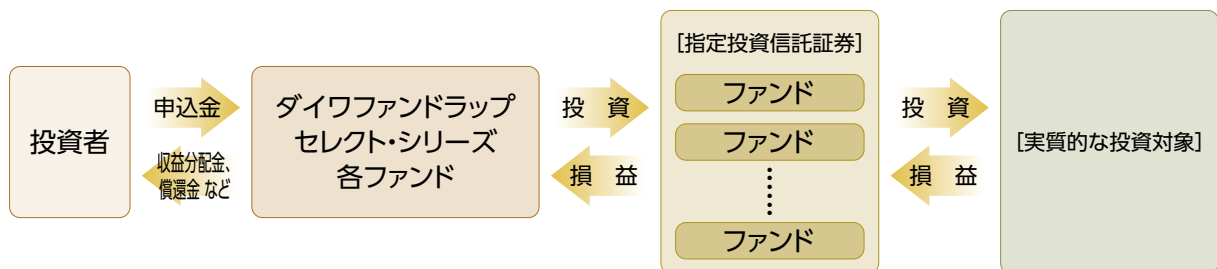 投資者
申込金
収益分配金、
償還金 など
ダイワファンドラップ
セレクト・シリーズ
各ファンド
投 資
損 益
[指定投資信託証券]
ファンド
ファンド
ファンド
投 資
損 益
[実質的な投資対象]